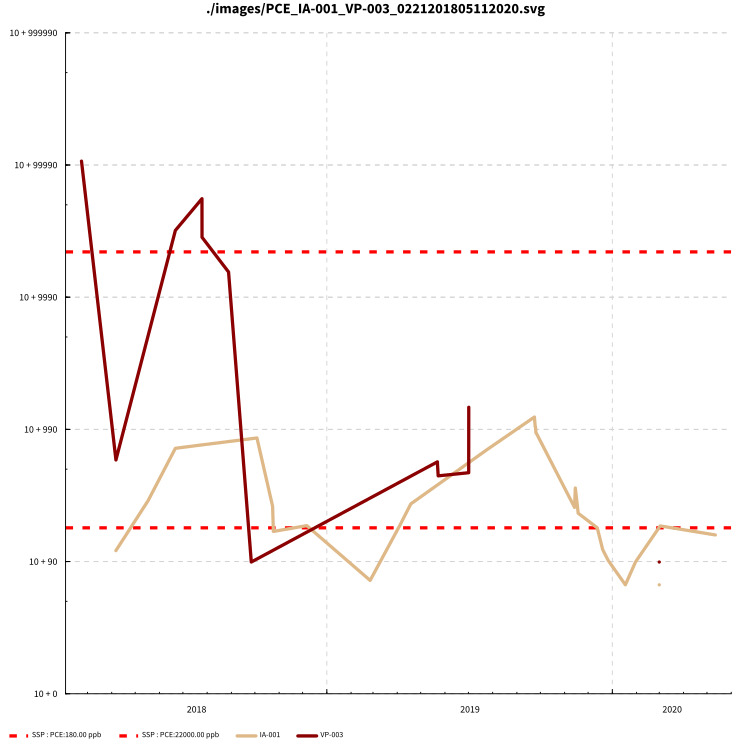 ./images/PCE_IA-001_VP-003_0221201805112020.svg
10 + 999990
10 + 99990
10 + 9990
10 + 990
10 + 90
10 + 0
2018 2019 2020
SSP : PCE:180.00 ppb SSP : PCE:22000.00 ppb IA-001 VP-003